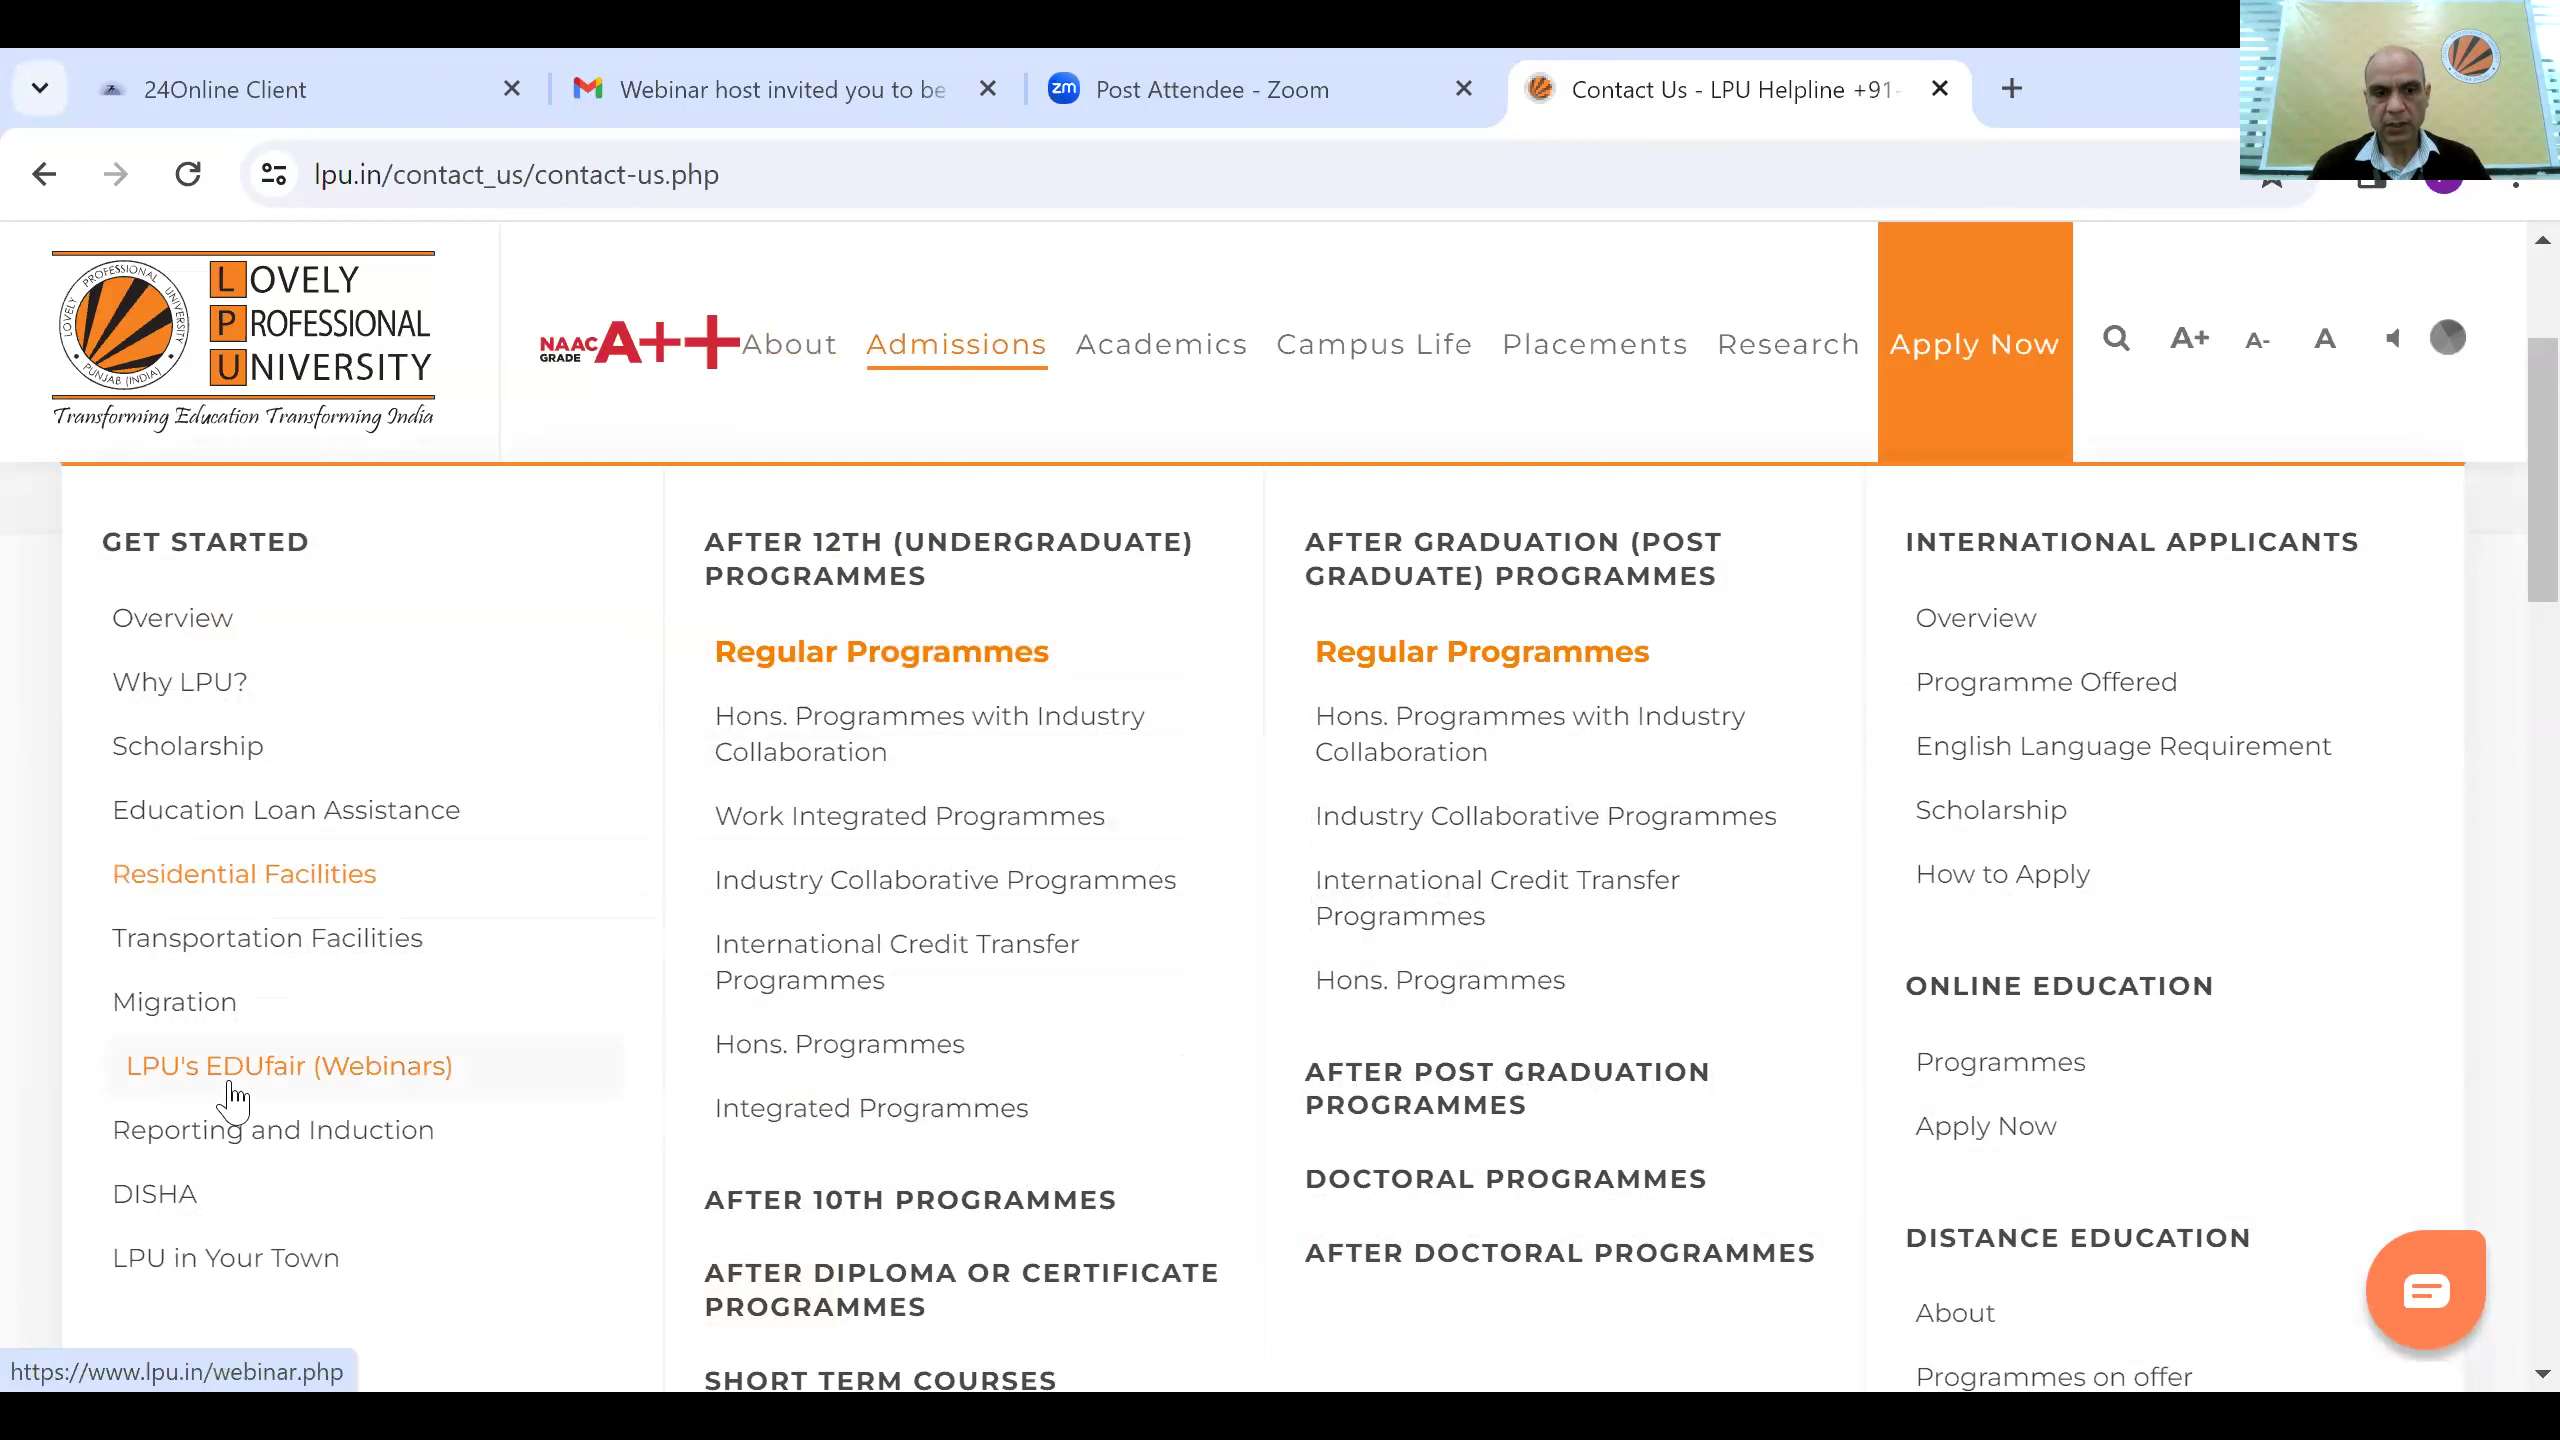 24Online Client
Webinar host invited you to be
zm
Post Attendee - Zoom
Contact Us - LPU Helpline +91-
lpu.in/contact_us/contact-us.php
LOVELY
PROFESSIONAL
UNIVERSITY
LOVELY PROFESSIONAL UNIVERSITY
PUNJAB (INDIA)
Transforming Education Transforming India
NAAC
GRADE
A++
About
Admissions
Academics
Campus Life
Placements
Research
Apply Now
A+
A-
A
GET STARTED
Overview
Why LPU?
Scholarship
Education Loan Assistance
Residential Facilities
Transportation Facilities
Migration
LPU's EDUfair (Webinars)
Reporting and Induction
DISHA
LPU in Your Town
AFTER 12TH (UNDERGRADUATE)
PROGRAMMES
Regular Programmes
Hons. Programmes with Industry
Collaboration
Work Integrated Programmes
Industry Collaborative Programmes
International Credit Transfer
Programmes
Hons. Programmes
Integrated Programmes
AFTER 10TH PROGRAMMES
AFTER DIPLOMA OR CERTIFICATE
PROGRAMMES
SHORT TERM COURSES
AFTER GRADUATION (POST
GRADUATE) PROGRAMMES
Regular Programmes
Hons. Programmes with Industry
Collaboration
Industry Collaborative Programmes
International Credit Transfer
Programmes
Hons. Programmes
AFTER POST GRADUATION
PROGRAMMES
DOCTORAL PROGRAMMES
AFTER DOCTORAL PROGRAMMES
INTERNATIONAL APPLICANTS
Overview
Programme Offered
English Language Requirement
Scholarship
How to Apply
ONLINE EDUCATION
Programmes
Apply Now
DISTANCE EDUCATION
About
Programmes on offer
https://www.lpu.in/webinar.php